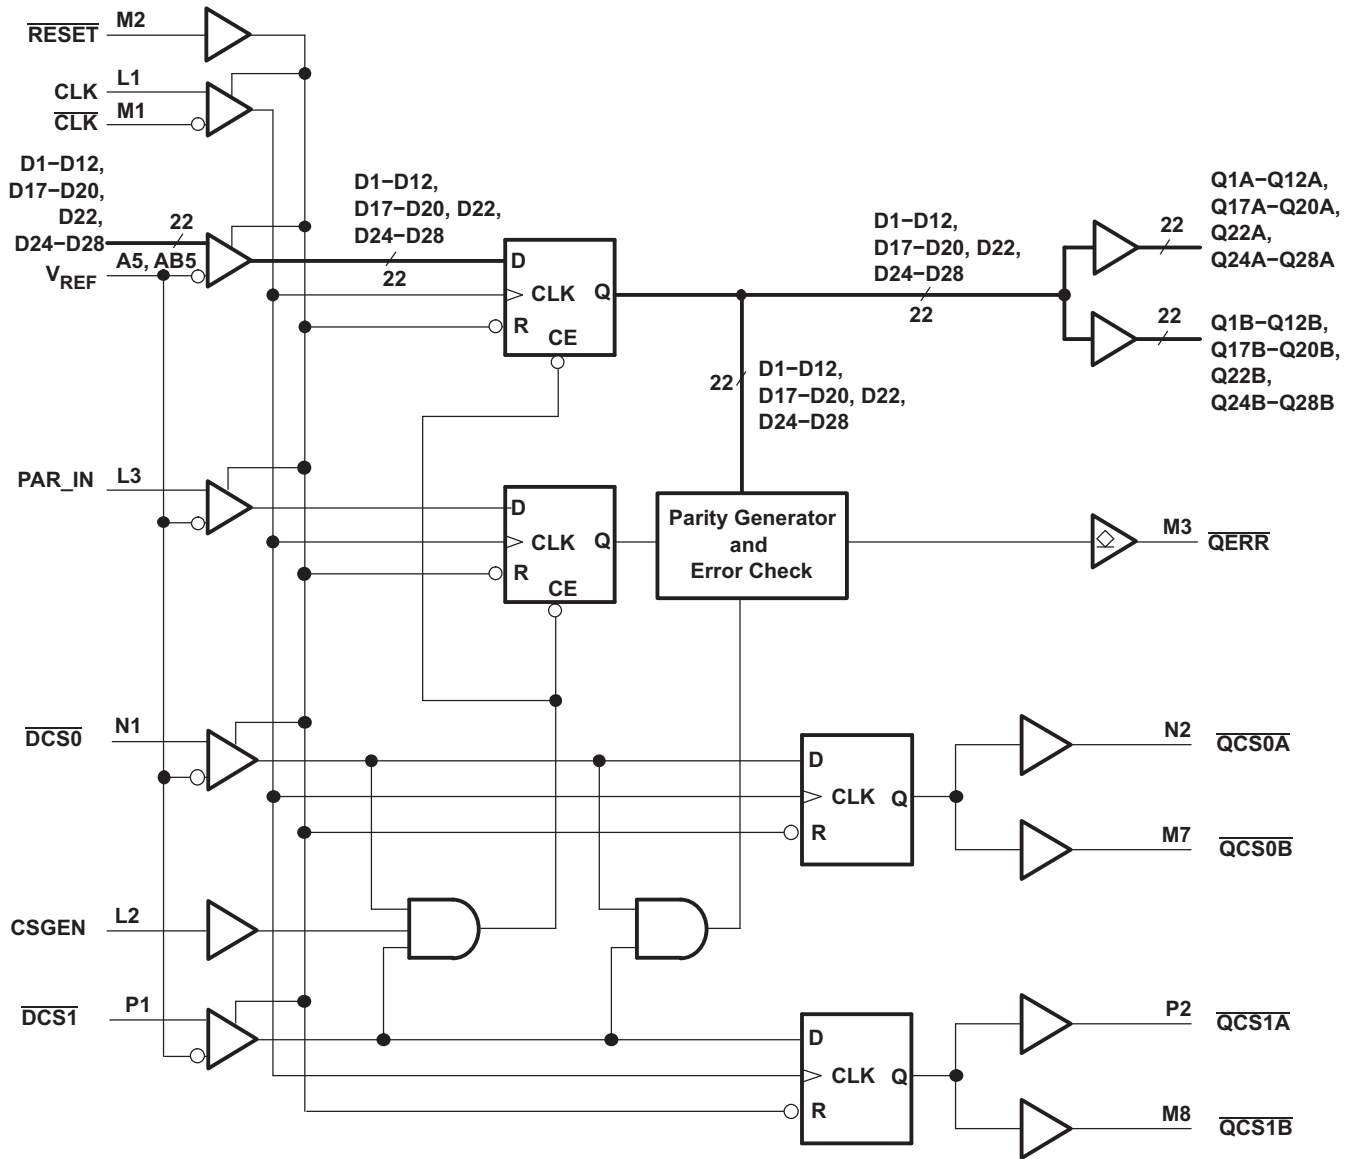 RESET M2
CLK L1
CLK M1
D1−D12,
D17−D20,
D22,
D24−D28
22
VREF A5, AB5
D1−D12,
D17−D20, D22,
D24−D28
22
D
CLK Q
R
CE
D1−D12,
D17−D20, D22,
D24−D28
22
22
Q1A−Q12A,
Q17A−Q20A,
Q22A,
Q24A−Q28A
22
Q1B−Q12B,
Q17B−Q20B,
Q22B,
Q24B−Q28B
22
D1−D12,
D17−D20, D22,
D24−D28
PAR_IN L3
D
CLK Q
R
CE
Parity Generator
and
Error Check
M3 QERR
DCS0 N1
D
CLK Q
R
N2 QCS0A
M7 QCS0B
CSGEN L2
DCS1 P1
D
CLK Q
R
P2 QCS1A
M8 QCS1B